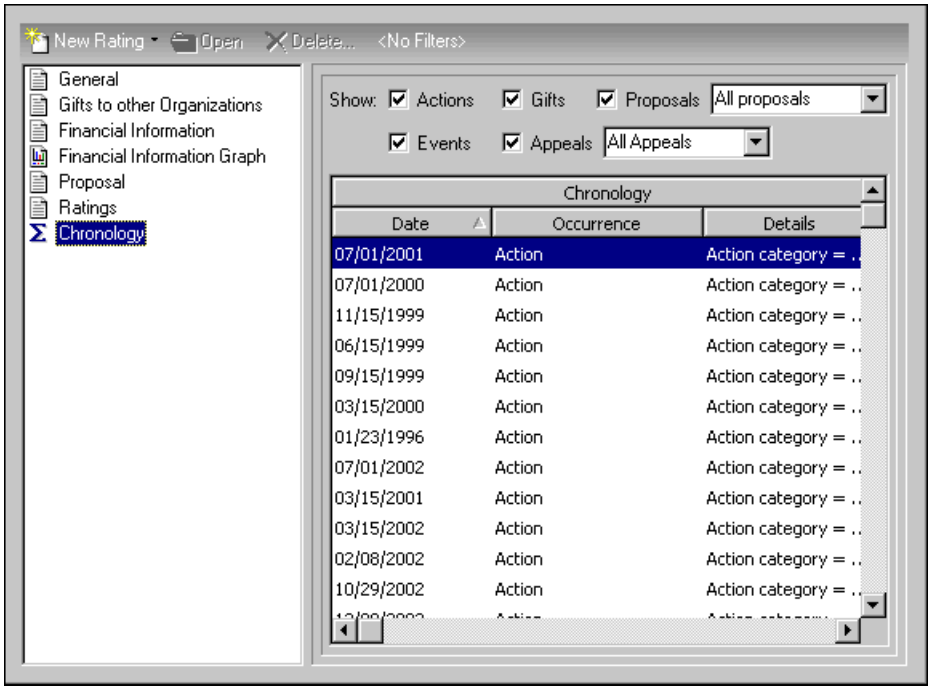 New Rating Open Delete... <No Filters>
General
Gifts to other Organizations
Financial Information
Financial Information Graph
Proposal
Ratings
Chronology
Show: Actions Gifts Proposals All proposals
Events Appeals All Appeals
Chronology
Date Occurrence Details
07/01/2001 Action Action category = ..
07/01/2000 Action Action category = ..
11/15/1999 Action Action category = ..
06/15/1999 Action Action category = ..
09/15/1999 Action Action category = ..
03/15/2000 Action Action category = ..
01/23/1996 Action Action category = ..
07/01/2002 Action Action category = ..
03/15/2001 Action Action category = ..
03/15/2002 Action Action category = ..
02/08/2002 Action Action category = ..
10/29/2002 Action Action category = ..